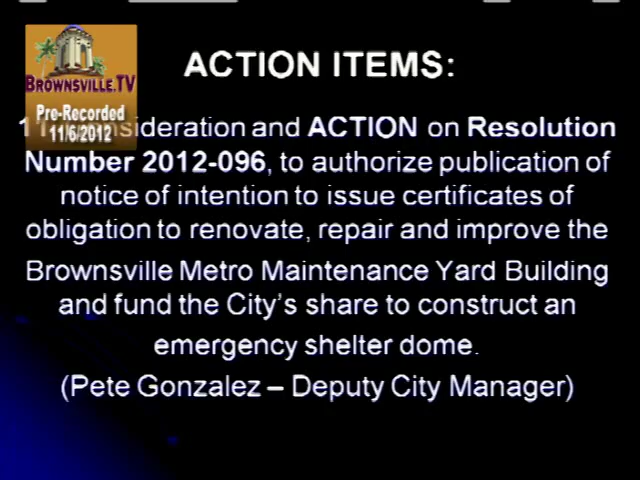 BROWNSVILLE.TV
Pre-Recorded
11/6/2012
ACTION ITEMS:
sideration and ACTION on Resolution
Number 2012-096, to authorize publication of
notice of intention to issue certificates of
obligation to renovate, repair and improve the
Brownsville Metro Maintenance Yard Building
and fund the City's share to construct an
emergency shelter dome.
(Pete Gonzalez – Deputy City Manager)